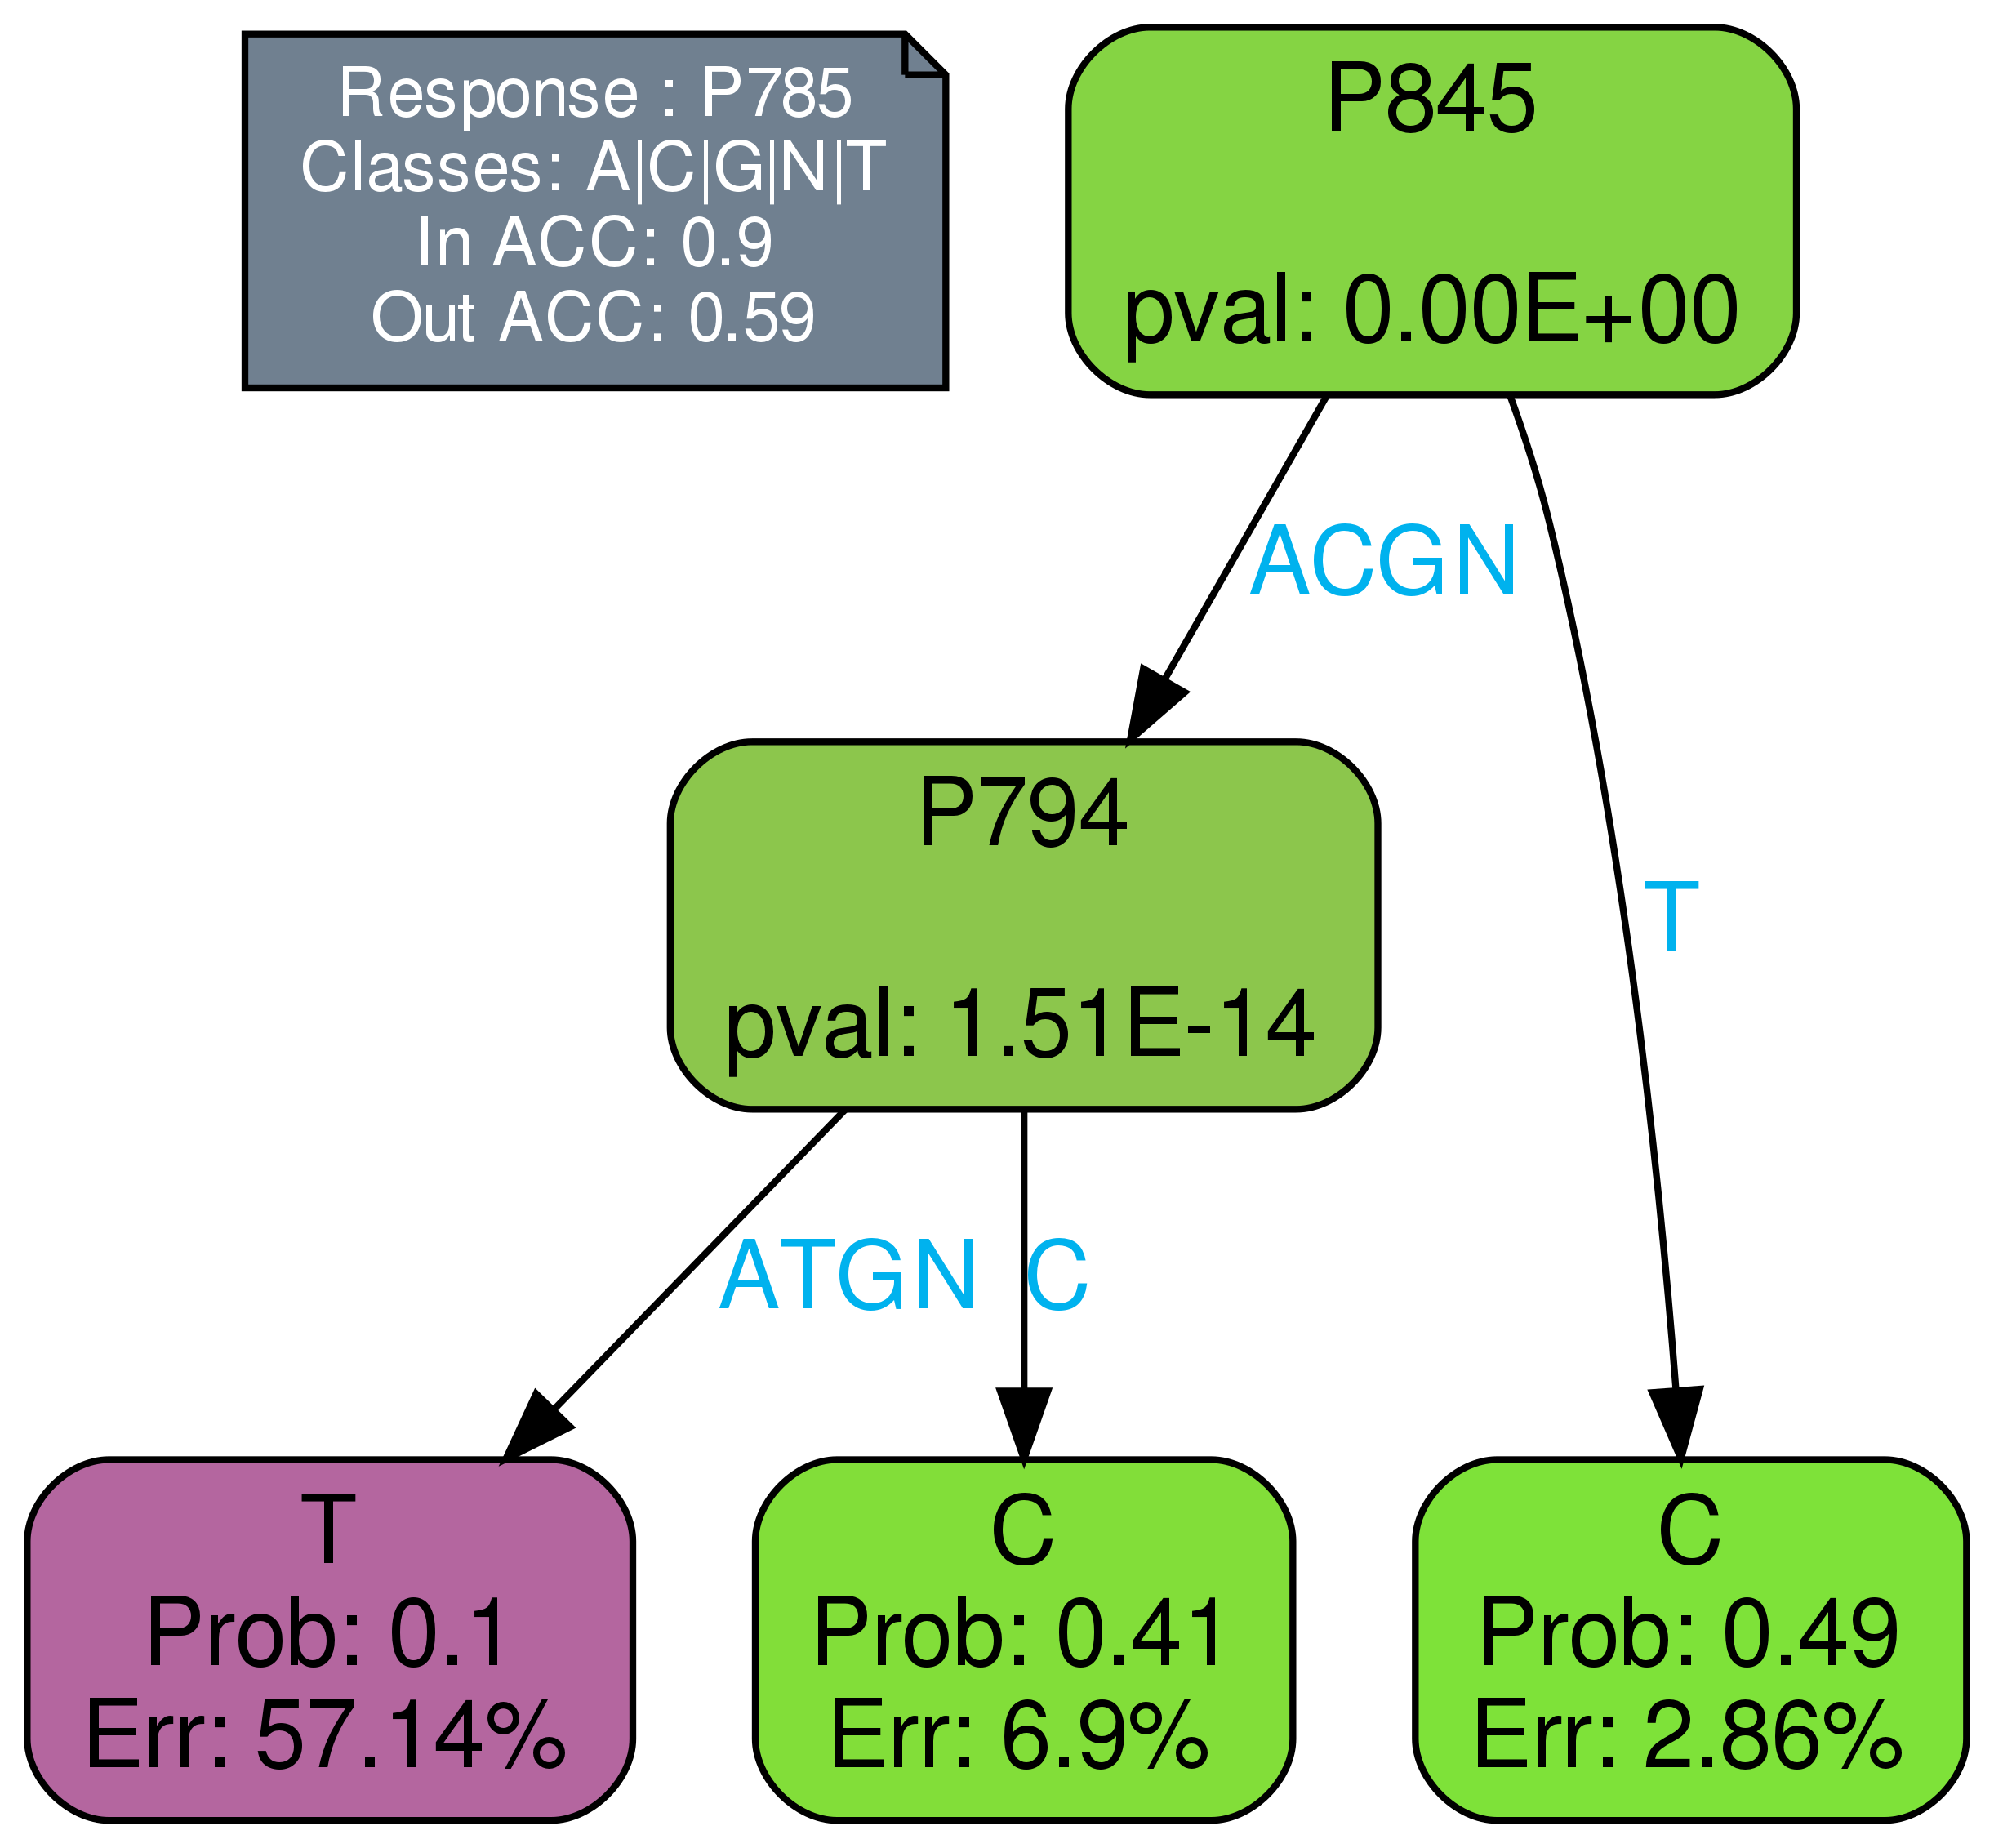 Response : P785
Classes: A|C|G|N|T
In ACC: 0.9
Out ACC: 0.59
P845
pval: 0.00E+00
ACGN
T
P794
pval: 1.51E-14
ATGN
C
T
Prob: 0.1
Err: 57.14%
C
Prob: 0.41
Err: 6.9%
C
Prob: 0.49
Err: 2.86%